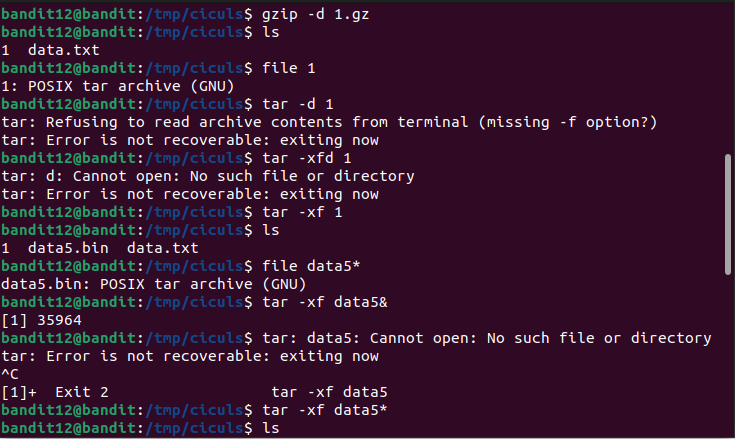 bandit12@bandit:/tmp/ciculs$ gzip -d 1.gz
bandit12@bandit:/tmp/ciculs$ ls
1  data.txt
bandit12@bandit:/tmp/ciculs$ file 1
1: POSIX tar archive (GNU)
bandit12@bandit:/tmp/ciculs$ tar -d 1
tar: Refusing to read archive contents from terminal (missing -f option?)
tar: Error is not recoverable: exiting now
bandit12@bandit:/tmp/ciculs$ tar -xfd 1
tar: d: Cannot open: No such file or directory
tar: Error is not recoverable: exiting now
bandit12@bandit:/tmp/ciculs$ tar -xf 1
bandit12@bandit:/tmp/ciculs$ ls
1  data5.bin  data.txt
bandit12@bandit:/tmp/ciculs$ file data5*
data5.bin: POSIX tar archive (GNU)
bandit12@bandit:/tmp/ciculs$ tar -xf data5&
[1] 35964
bandit12@bandit:/tmp/ciculs$ tar: data5: Cannot open: No such file or directory
tar: Error is not recoverable: exiting now
^C
[1]+  Exit 2                  tar -xf data5
bandit12@bandit:/tmp/ciculs$ tar -xf data5*
bandit12@bandit:/tmp/ciculs$ ls